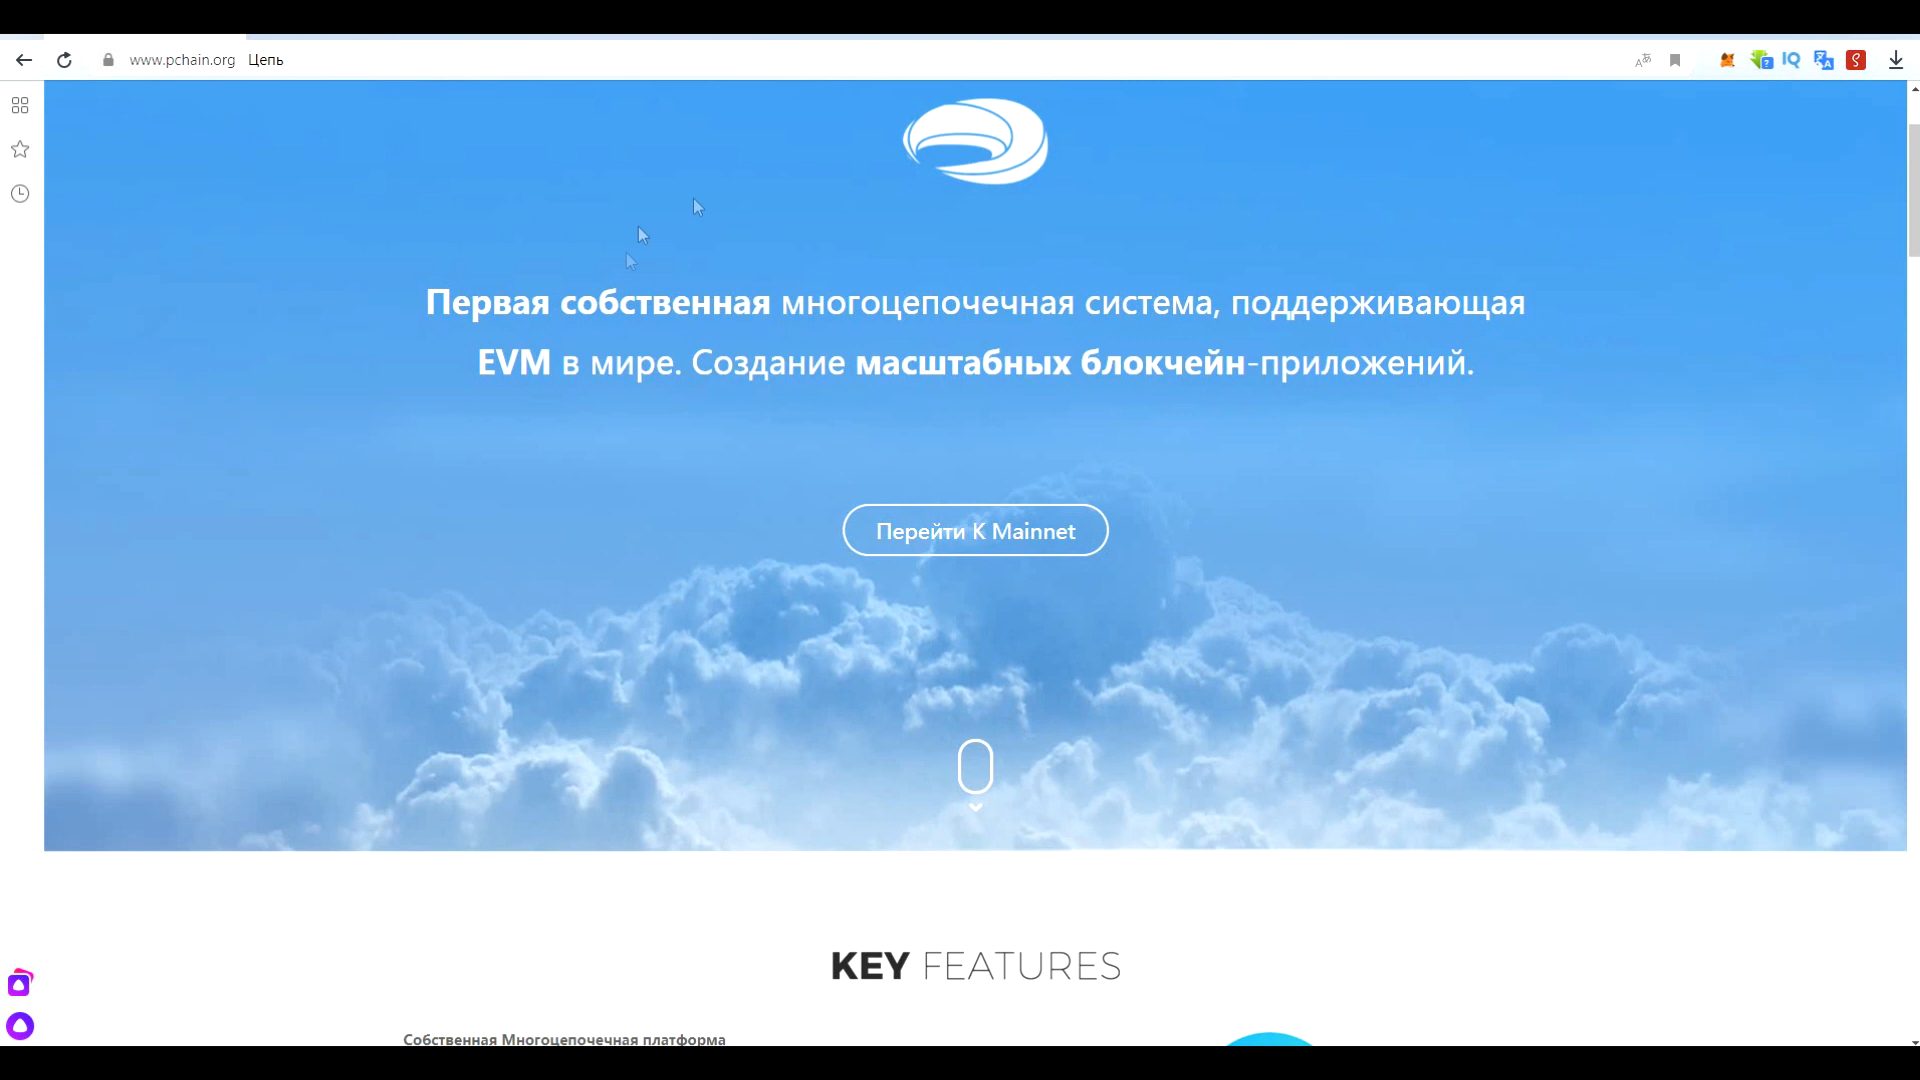 www.pchain.org Цепь
Первая собственная многоцепочечная система, поддерживающая
EVM в мире. Создание масштабных блокчейн-приложений.
Перейти К Mainnet
KEY FEATURES
Собственная Многоцепочечная платформа
IQ